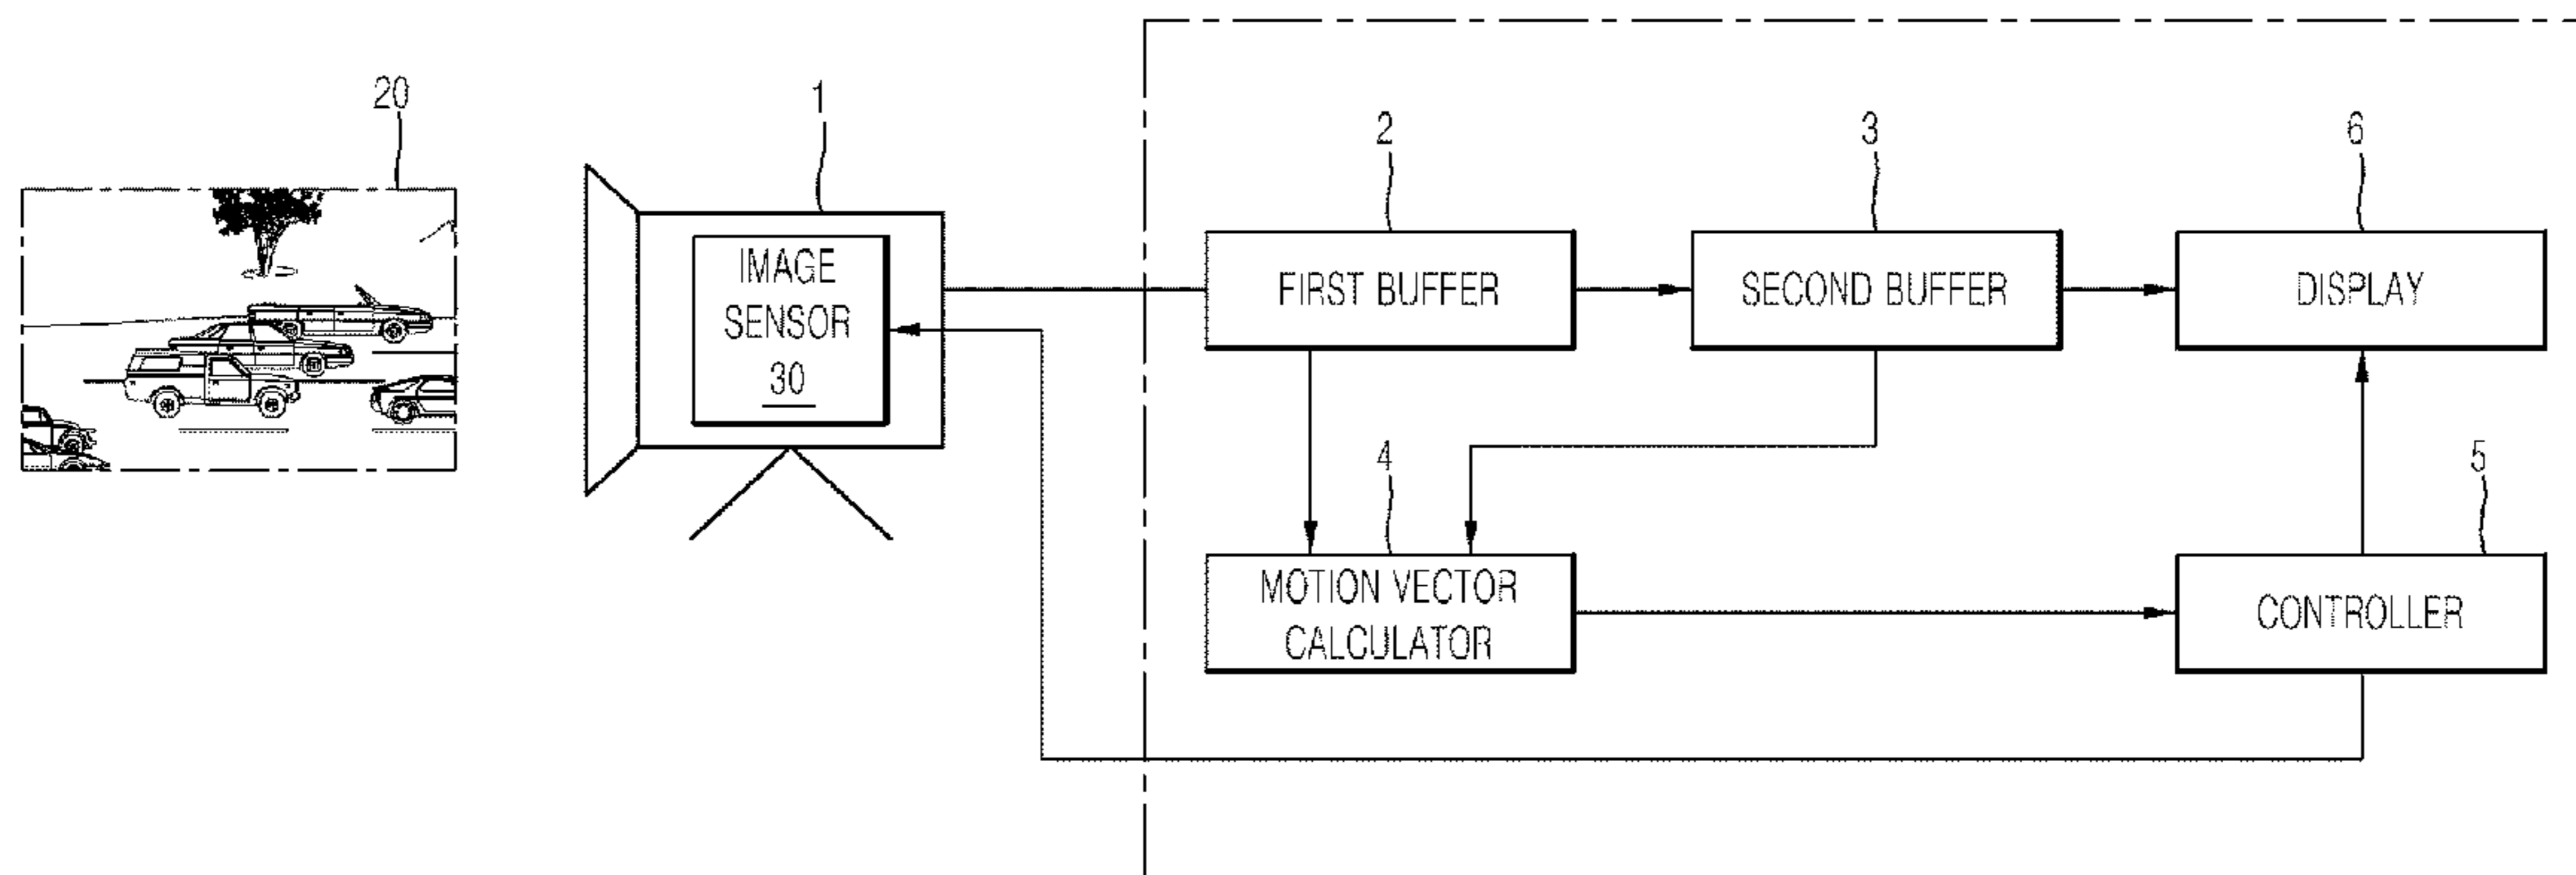 20
1
2
3
6
IMAGE
SENSOR
30
FIRST BUFFER
SECOND BUFFER
DISPLAY
4
5
MOTION VECTOR
CALCULATOR
CONTROLLER